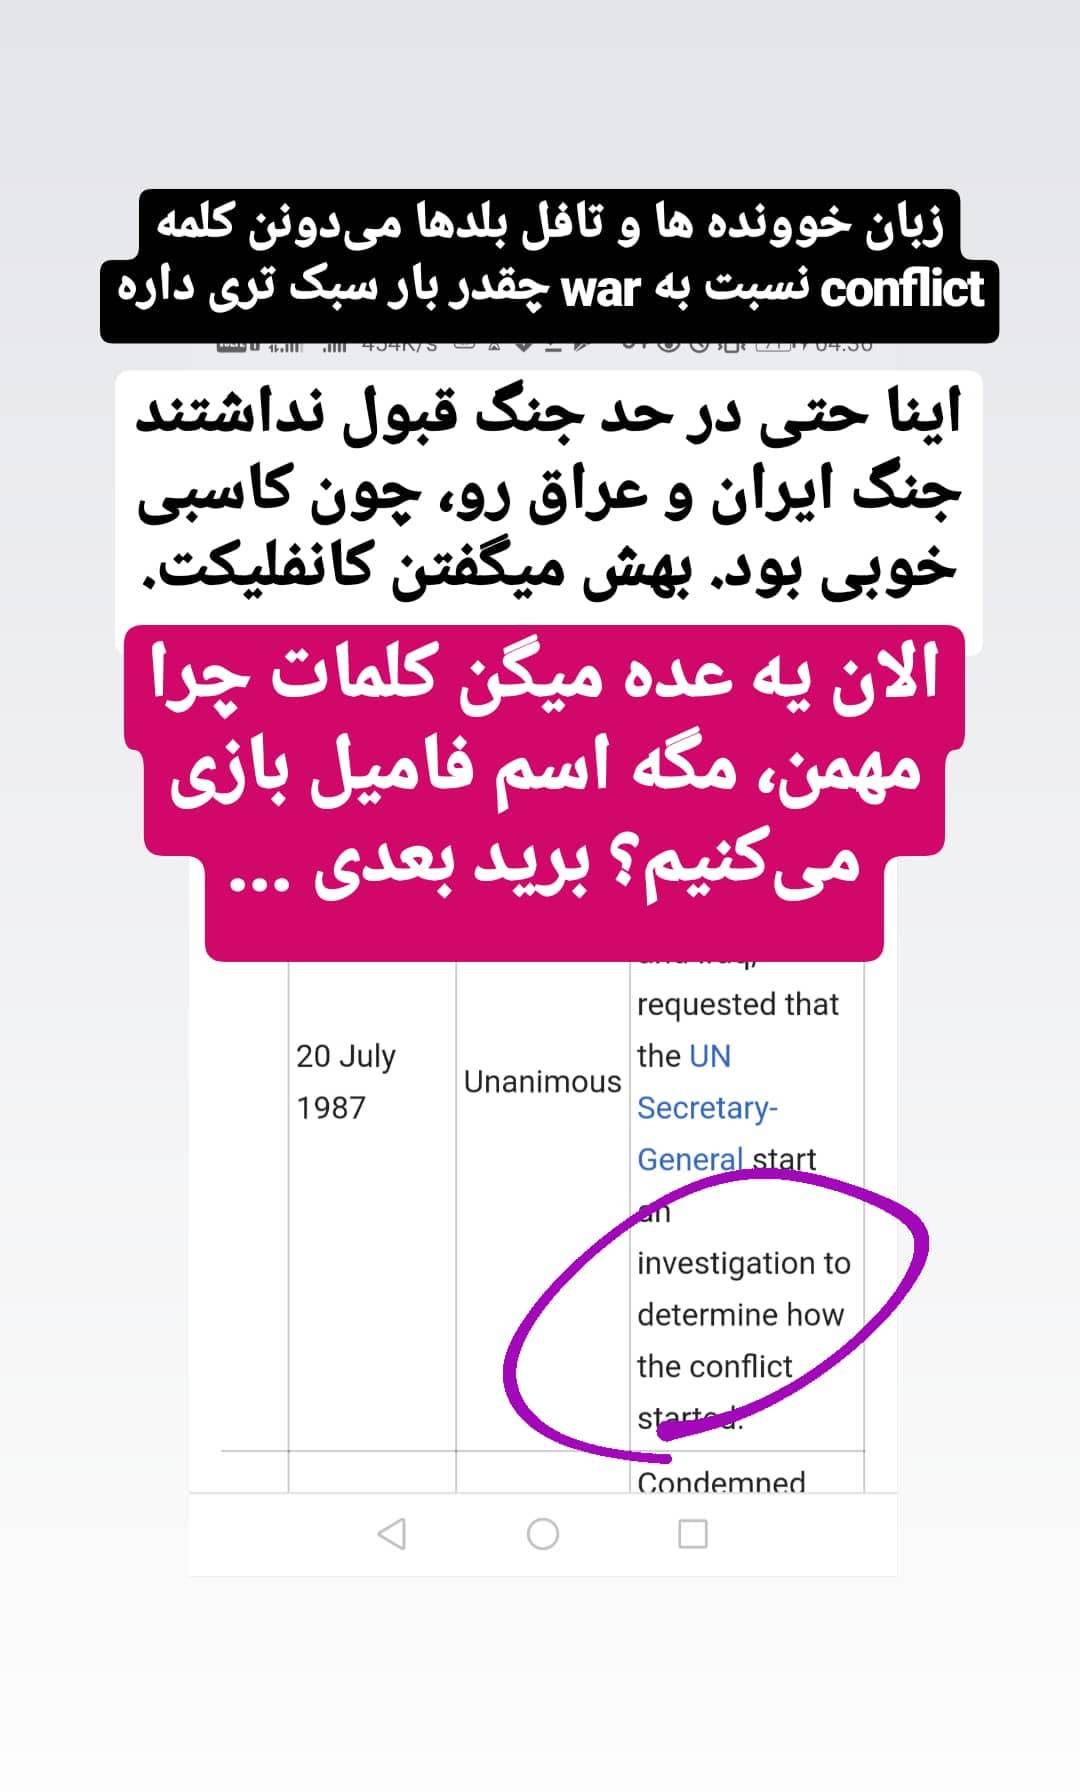 زبان خوونده ها و تافل بلدها می‌دونن کلمه
conflict نسبت به war چقدر بار سبک تری داره
اینا حتی در حد جنگ قبول نداشتند
جنگ ایران و عراق رو، چون کاسبی
خوبی بود. بهش میگفتن کانفلیکت.
الان یه عده میگن کلمات چرا
مهمن، مگه اسم فامیل بازی
می‌کنیم؟ برید بعدی ...
20 July
1987
Unanimous
requested that
the UN
Secretary-
General start
an
investigation to
determine how
the conflict
started.
Condemned